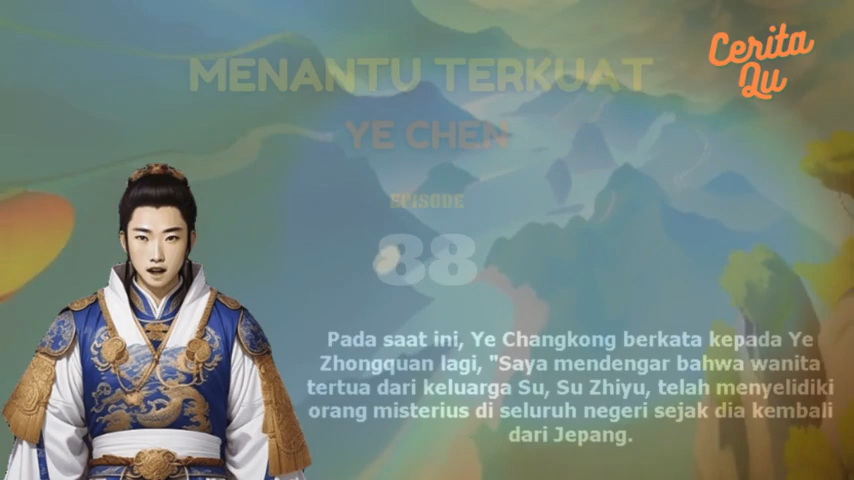 Cerita
Qu
MENANTU TERKUAT
YE CHEN
EPISODE
88
Pada saat ini, Ye Changkong berkata kepada Ye
Zhongquan lagi, "Saya mendengar bahwa wanita
tertua dari keluarga Su, Su Zhiyu, telah menyelidiki
orang misterius di seluruh negeri sejak dia kembali
dari Jepang.